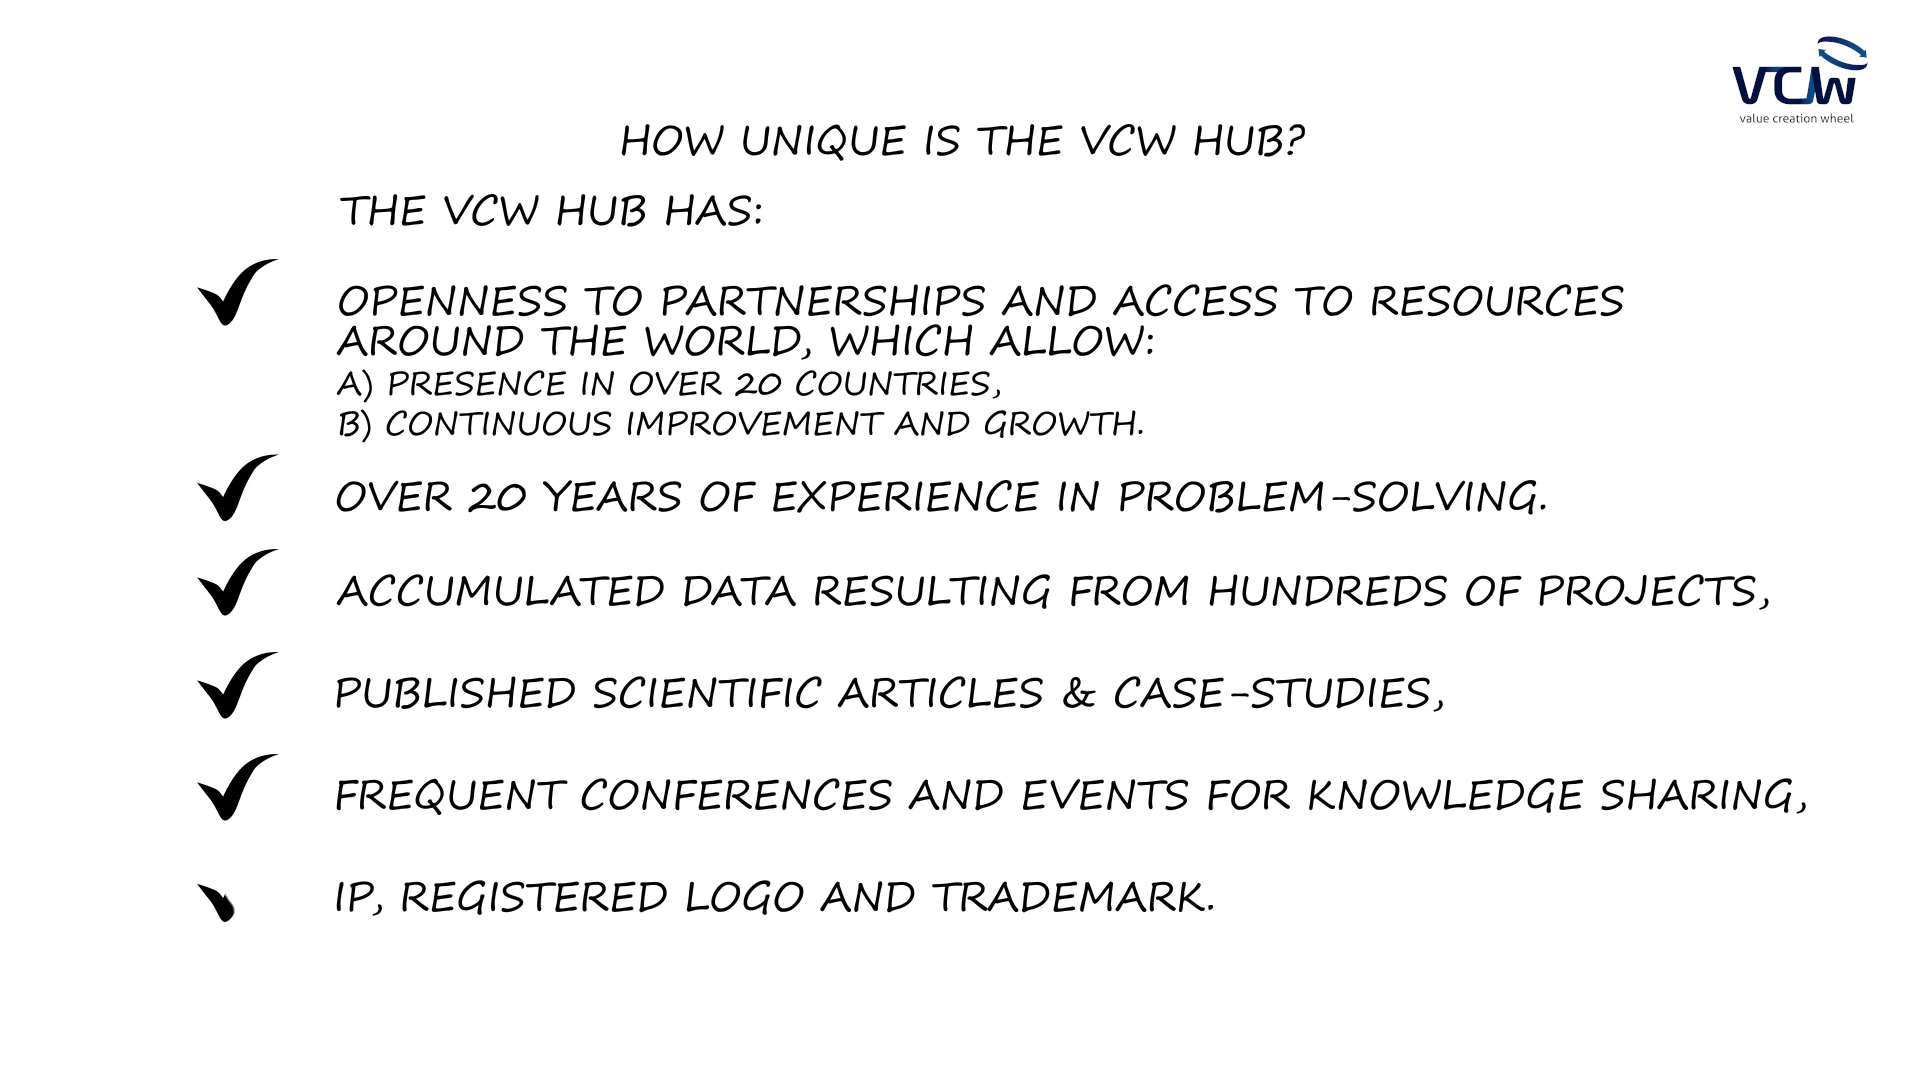 VCW
value creation wheel
HOW UNIQUE IS THE VCW HUB?
THE VCW HUB HAS:
OPENNESS TO PARTNERSHIPS AND ACCESS TO RESOURCES
AROUND THE WORLD, WHICH ALLOW:
A) PRESENCE IN OVER 20 COUNTRIES,
B) CONTINUOUS IMPROVEMENT AND GROWTH.
OVER 20 YEARS OF EXPERIENCE IN PROBLEM-SOLVING.
ACCUMULATED DATA RESULTING FROM HUNDREDS OF PROJECTS,
PUBLISHED SCIENTIFIC ARTICLES & CASE-STUDIES,
FREQUENT CONFERENCES AND EVENTS FOR KNOWLEDGE SHARING,
IP, REGISTERED LOGO AND TRADEMARK.